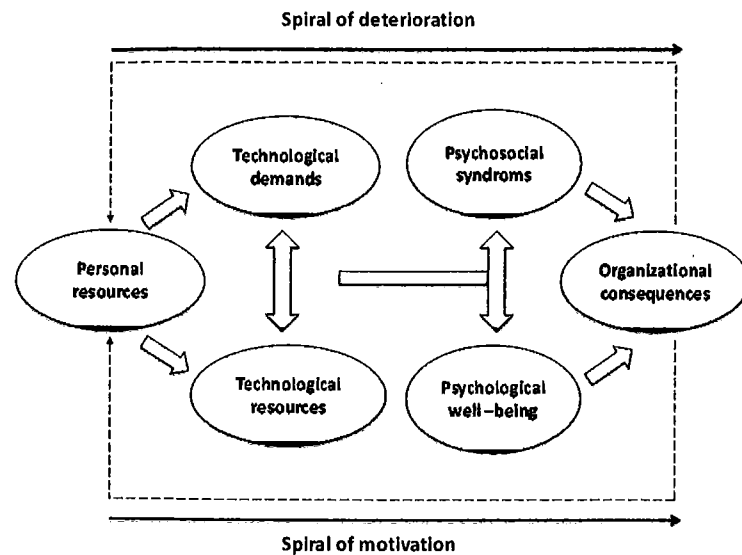 Spiral of deterioration
Technological
demands
Psychosocial
syndroms
Personal
resources
Organizational
consequences
Technological
resources
Psychological
well–being
Spiral of motivation